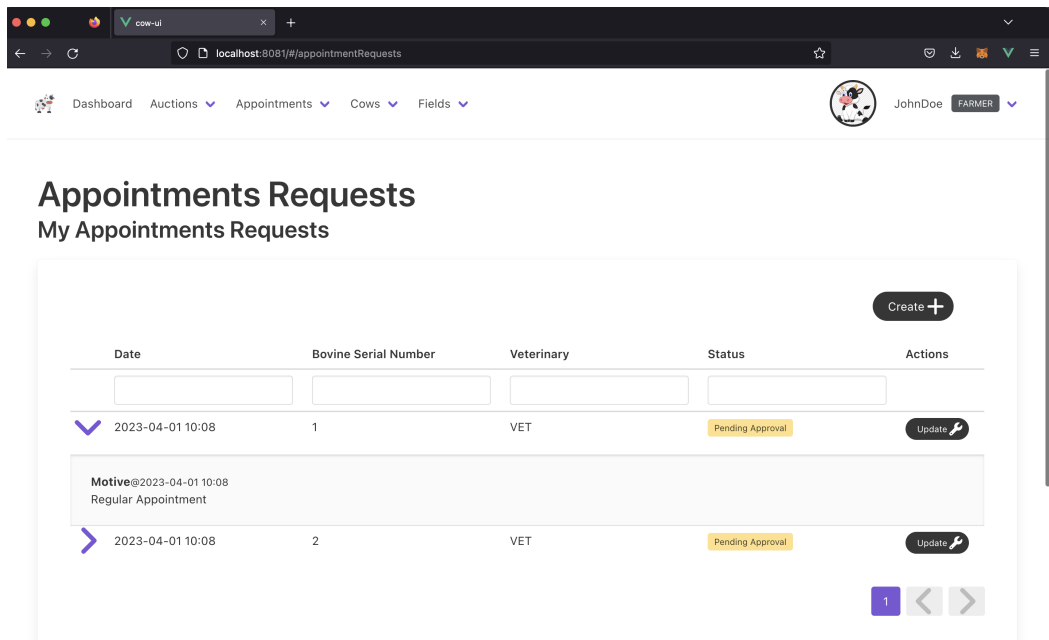 cow-ui
localhost:8081/#/appointmentRequests
Dashboard Auctions Appointments Cows Fields JohnDoe FARMER
Appointments Requests
My Appointments Requests
Create
Date Bovine Serial Number Veterinary Status Actions
2023-04-01 10:08 1 VET Pending Approval Update
Motive@2023-04-01 10:08
Regular Appointment
2023-04-01 10:08 2 VET Pending Approval Update
1